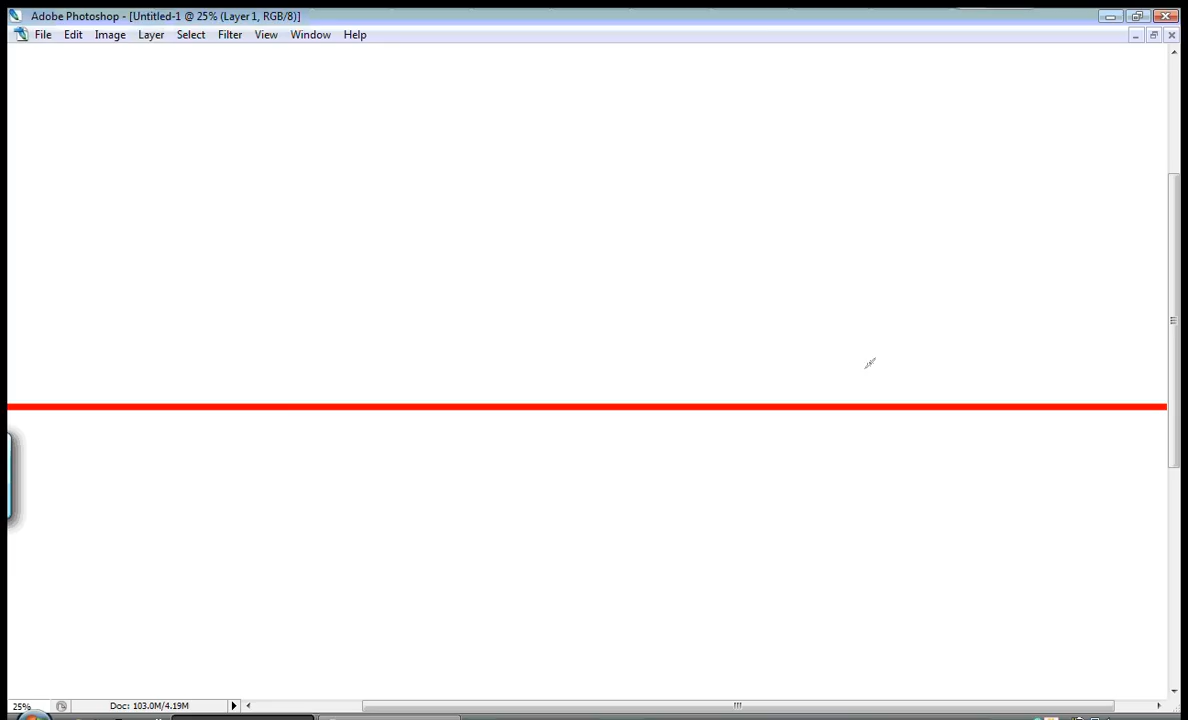 Adobe Photoshop - [Untitled-1 @ 25% (Layer 1, RGB/8)]
File Edit Image Layer Select Filter View Window Help
25% Doc: 103.0M/4.19M